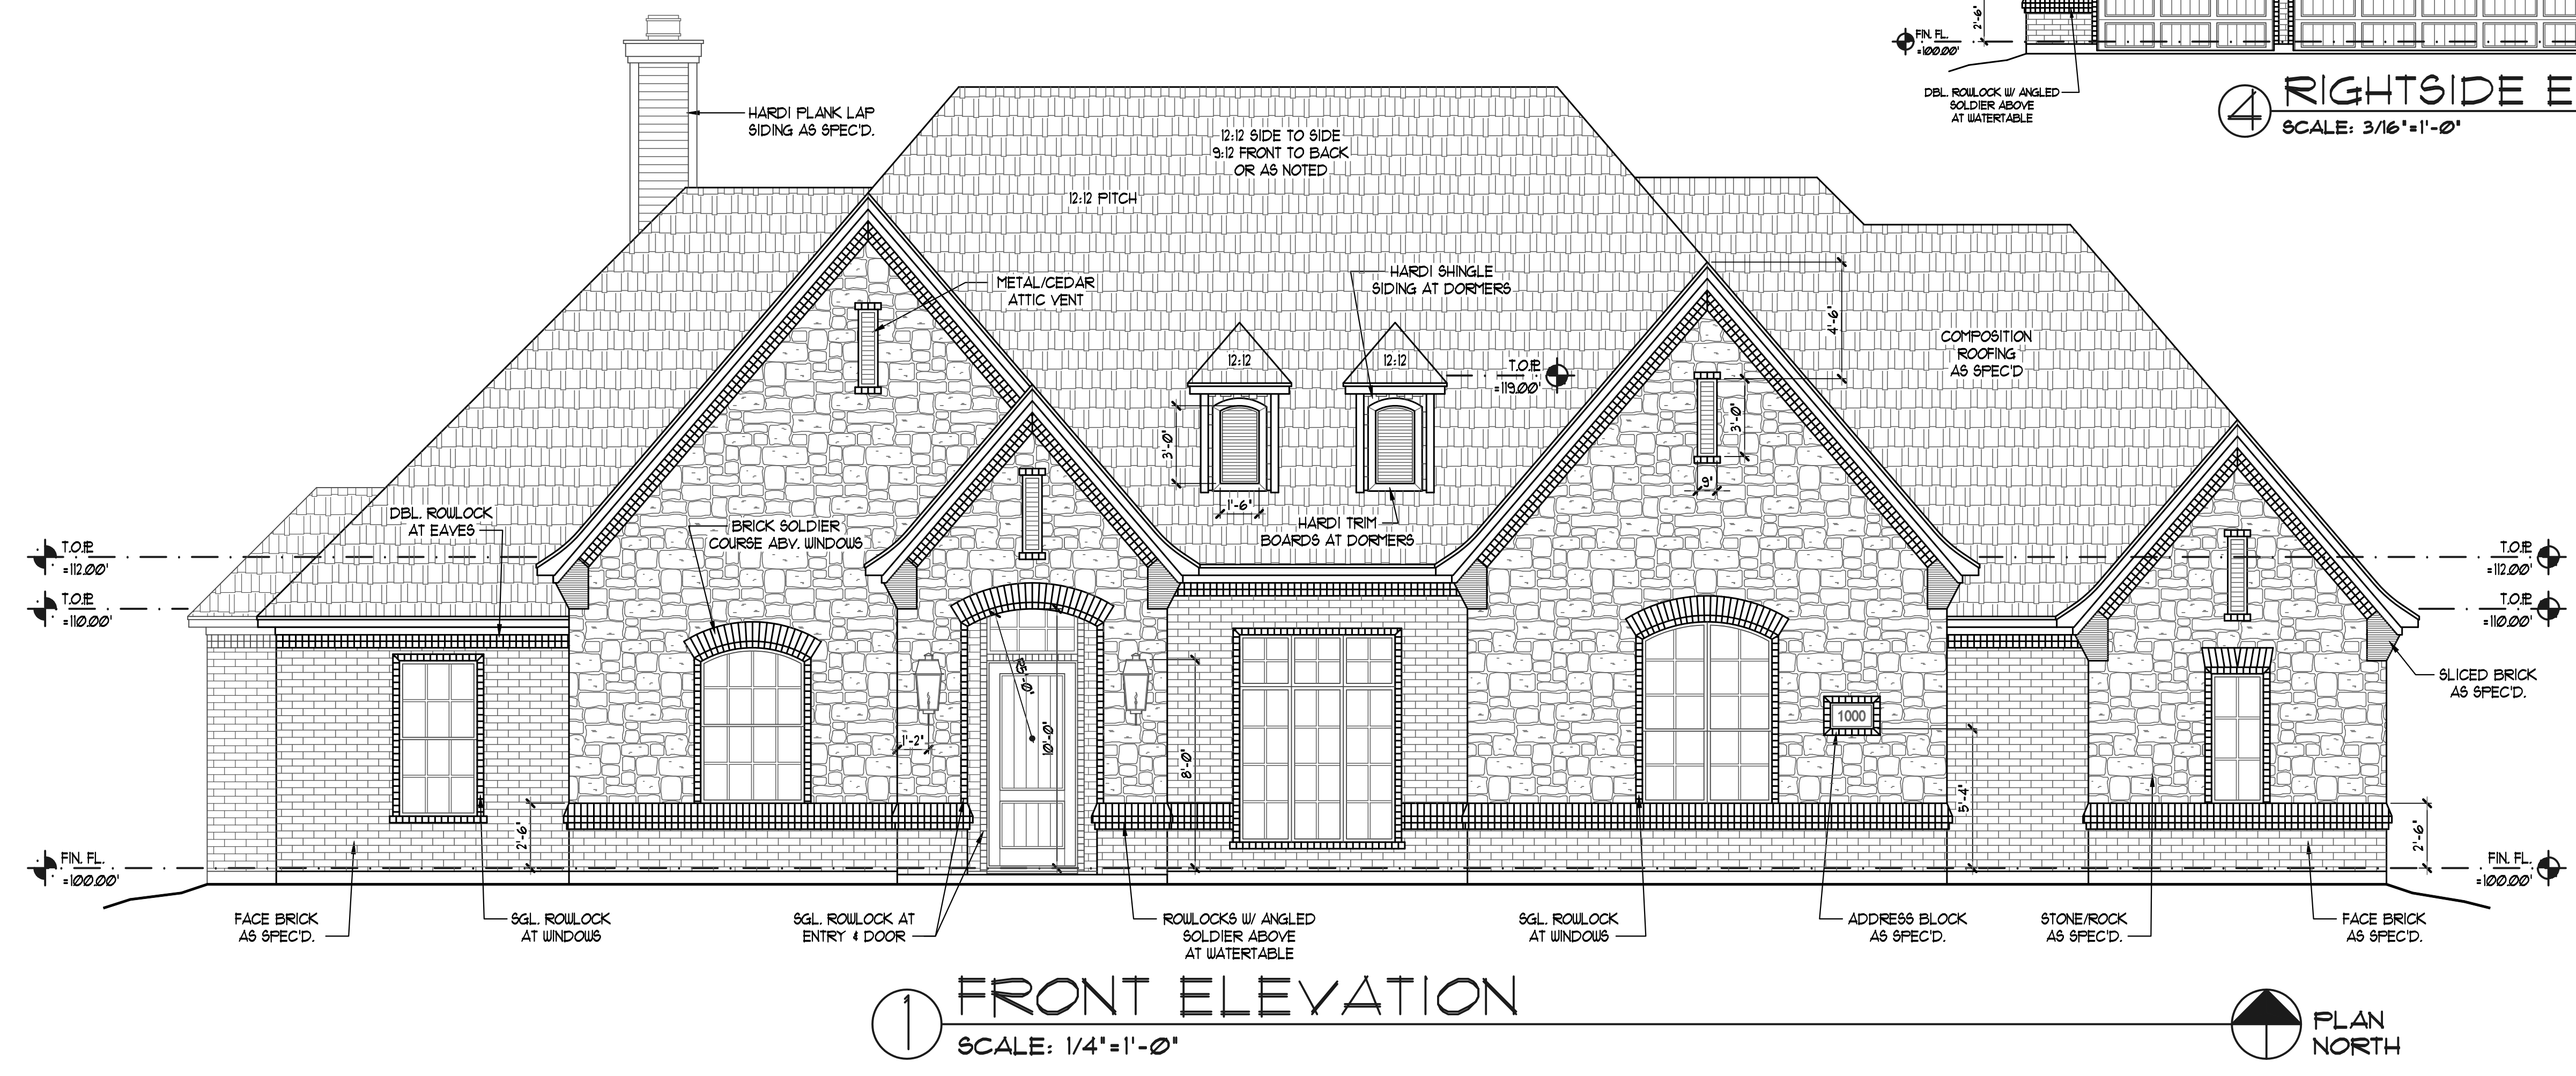 2'-6"
FIN. FL.
=100.00'
DBL. ROWLOCK W/ ANGLED
SOLDIER ABOVE
AT WATERTABLE
4
RIGHTSIDE E
SCALE: 3/16"=1'-0"
HARDI PLANK LAP
SIDING AS SPEC'D.
12:12 SIDE TO SIDE
9:12 FRONT TO BACK
OR AS NOTED
12:12 PITCH
METAL/CEDAR
ATTIC VENT
HARDI SHINGLE
SIDING AT DORMERS
4'-6"
COMPOSITION
ROOFING
AS SPEC'D
12:12
12:12
T.O.P.
=119.00'
3'-0"
3'-0"
6"
1'-6"
HARDI TRIM
BOARDS AT DORMERS
DBL. ROWLOCK
AT EAVES
BRICK SOLDIER
COURSE ABV. WINDOWS
T.O.P.
=112.00'
T.O.P.
=110.00'
T.O.P.
=112.00'
T.O.P.
=110.00'
SLICED BRICK
AS SPEC'D.
R5'-0"
1'-2"
10'-0"
8'-0"
1000
5'-4"
2'-6"
2'-6"
FIN. FL.
=100.00'
FIN. FL.
=100.00'
FACE BRICK
AS SPEC'D.
SGL. ROWLOCK
AT WINDOWS
SGL. ROWLOCK AT
ENTRY & DOOR
ROWLOCKS W/ ANGLED
SOLDIER ABOVE
AT WATERTABLE
SGL. ROWLOCK
AT WINDOWS
ADDRESS BLOCK
AS SPEC'D.
STONE/ROCK
AS SPEC'D.
FACE BRICK
AS SPEC'D.
1
FRONT ELEVATION
SCALE: 1/4"=1'-0"
PLAN
NORTH